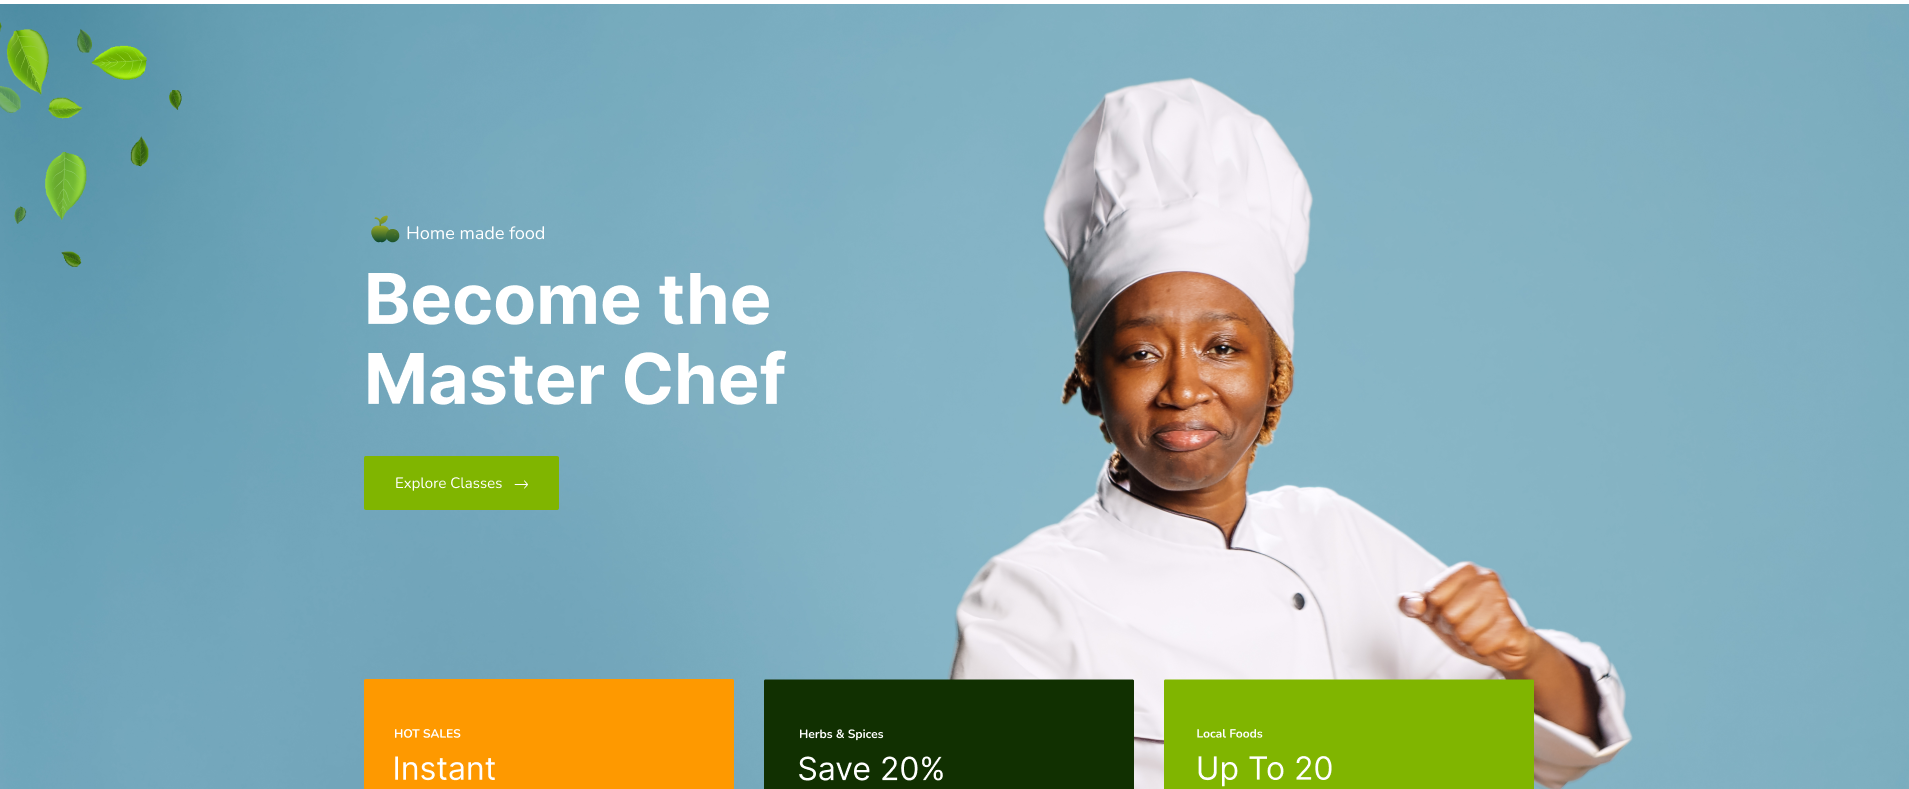 Home made food
Become the
Master Chef
Explore Classes →
HOT SALES
Instant
Herbs & Spices
Save 20%
Local Foods
Up To 20